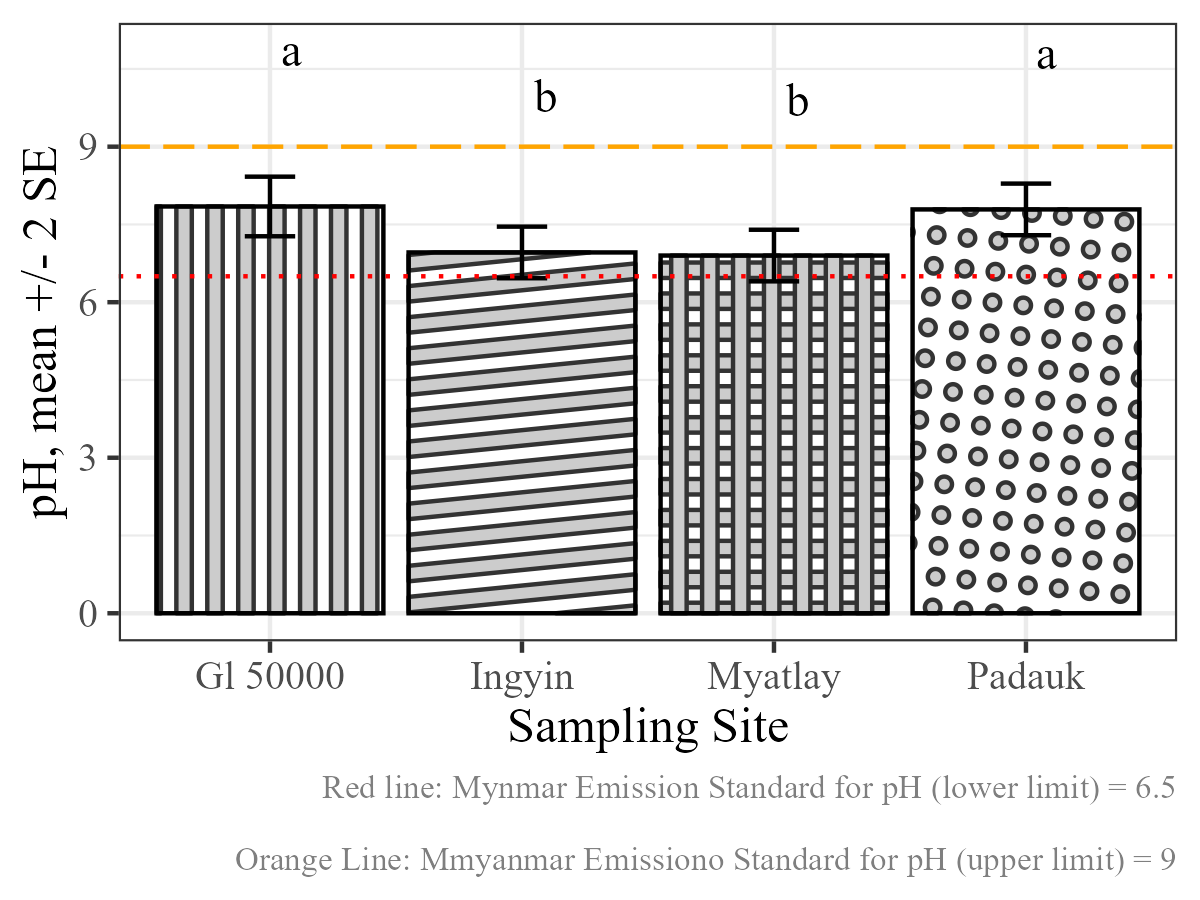 a
a
b
b
9
6
3
0
pH, mean +/- 2 SE
Gl 50000
Ingyin
Myatlay
Padauk
Sampling Site
Red line: Mynmar Emission Standard for pH (lower limit) = 6.5
Orange Line: Mmyanmar Emissiono Standard for pH (upper limit) = 9